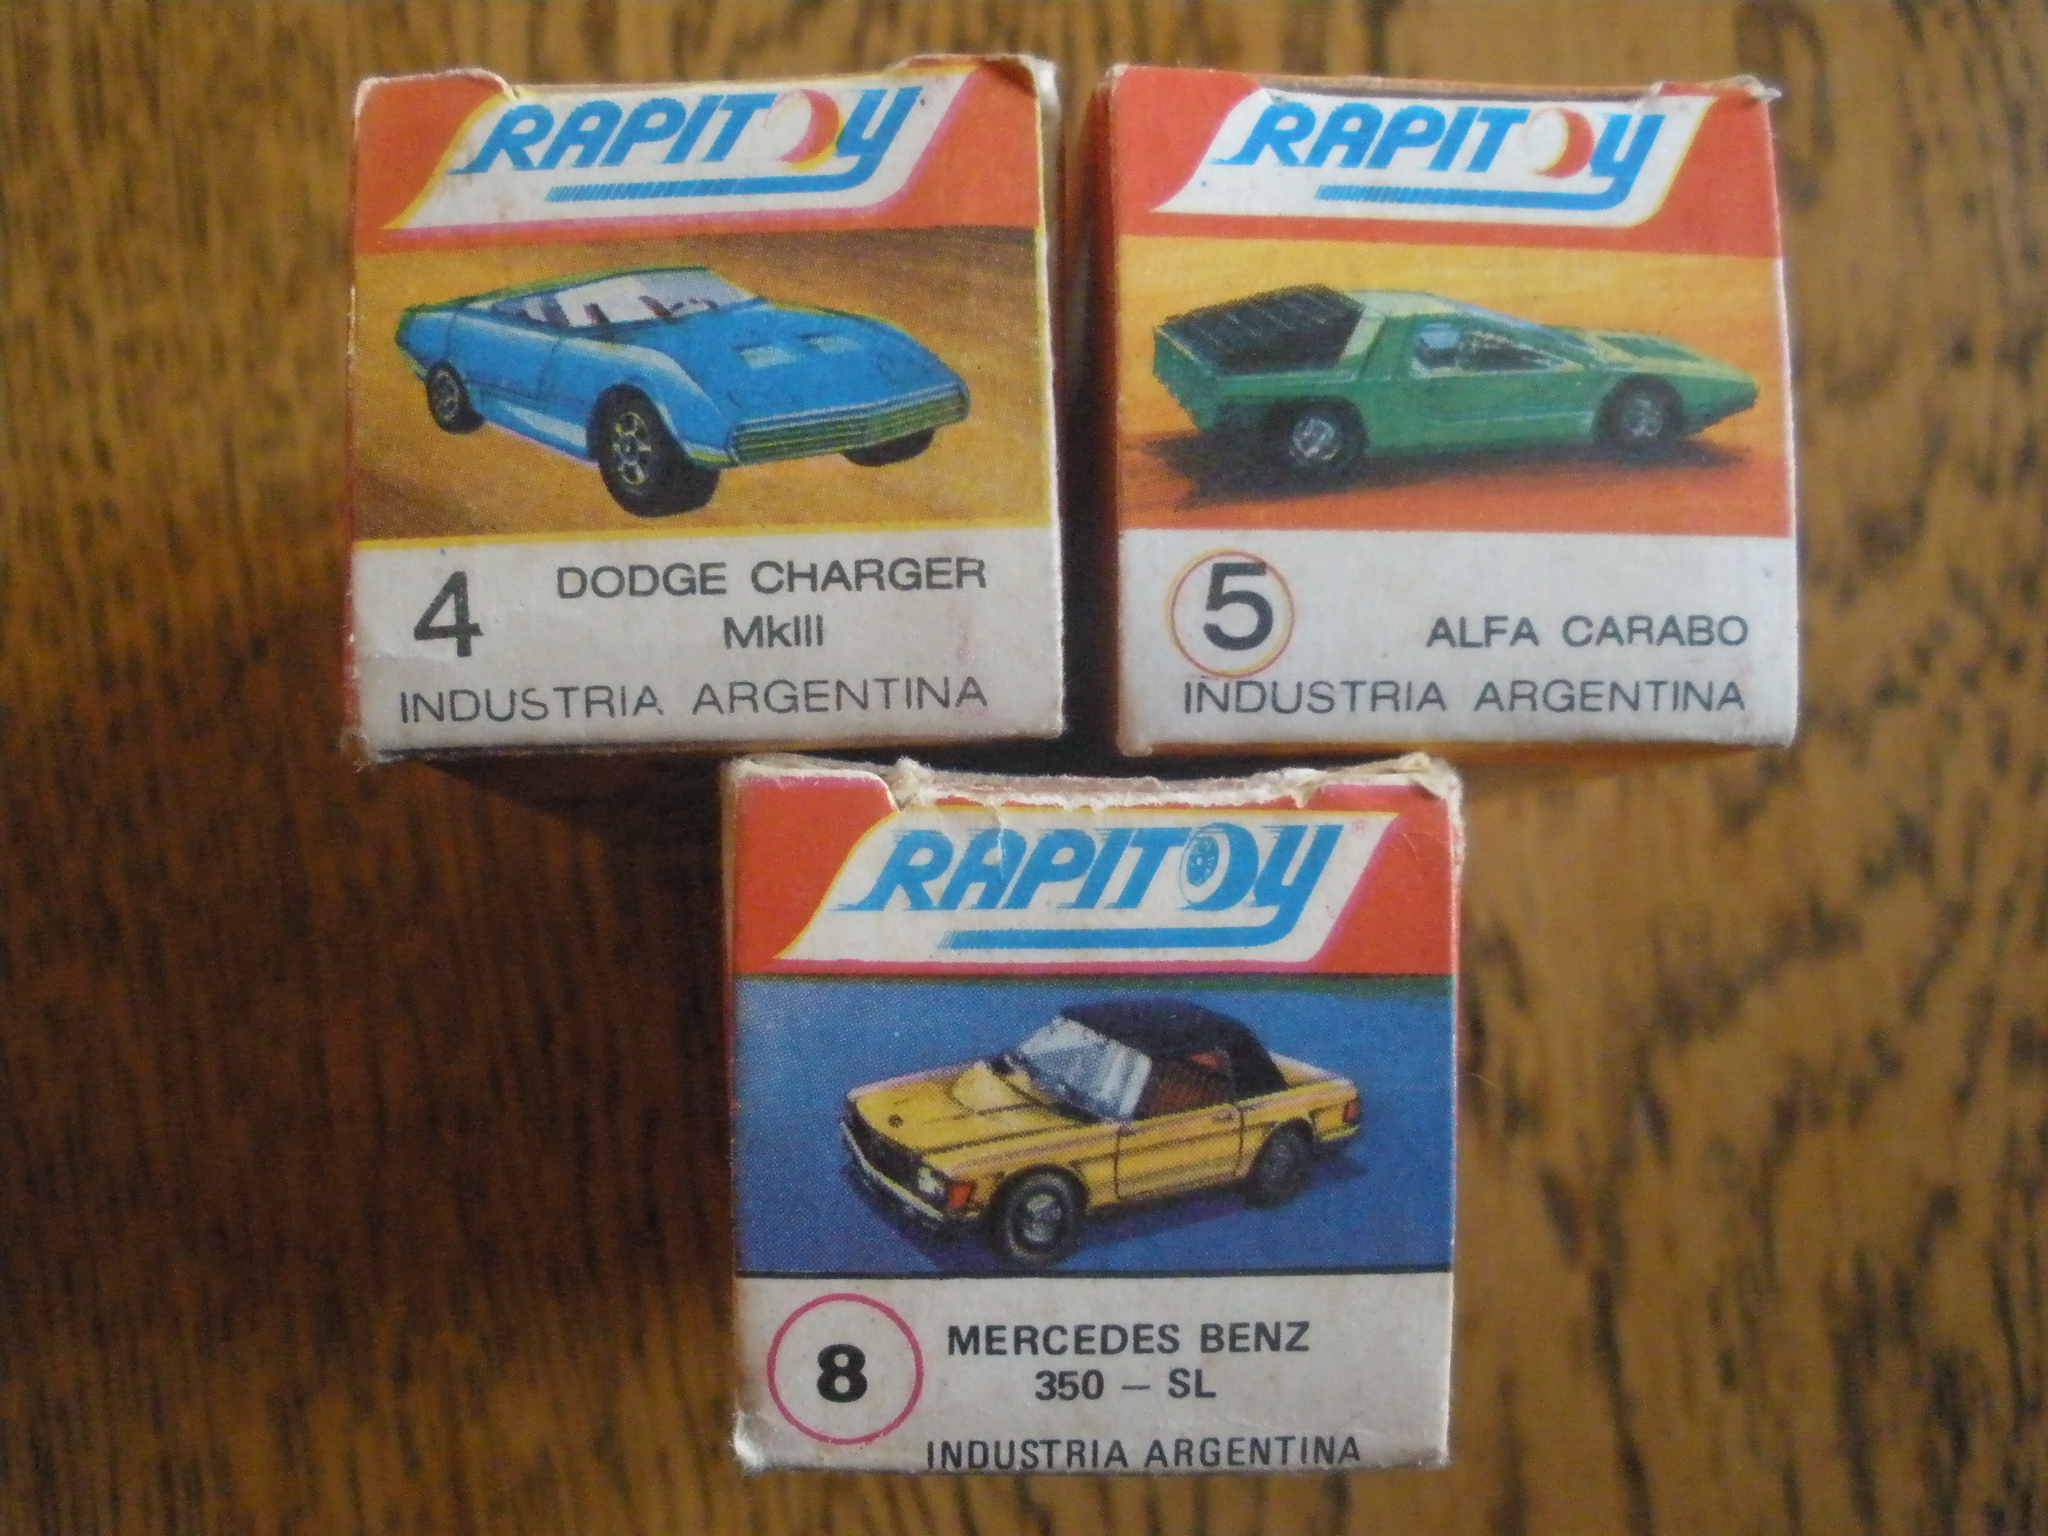 RAPITOY
4 DODGE CHARGER
MkIII
INDUSTRIA ARGENTINA
RAPITOY
5 ALFA CARABO
INDUSTRIA ARGENTINA
RAPITOY®
8 MERCEDES BENZ
350 — SL
INDUSTRIA ARGENTINA